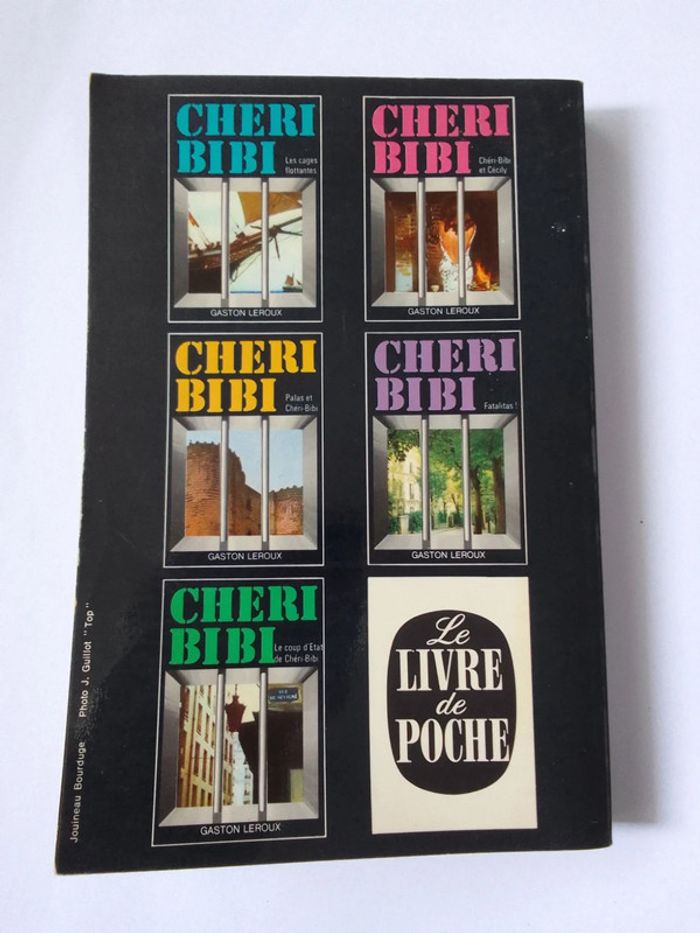 CHERI
BIBI
Les cages
flottantes
GASTON LEROUX
CHERI
BIBI
Chéri-Bibi
et Cécily
GASTON LEROUX
CHERI
BIBI
Palas et
Chéri-Bibi
GASTON LEROUX
CHERI
BIBI
Fatalitas !
GASTON LEROUX
CHERI
BIBI
Le coup d'Etat
de Chéri-Bibi
RUE
GASTON LEROUX
Le
LIVRE
de
POCHE
Jouineau Bourduge Photo J. Guillot "Top"